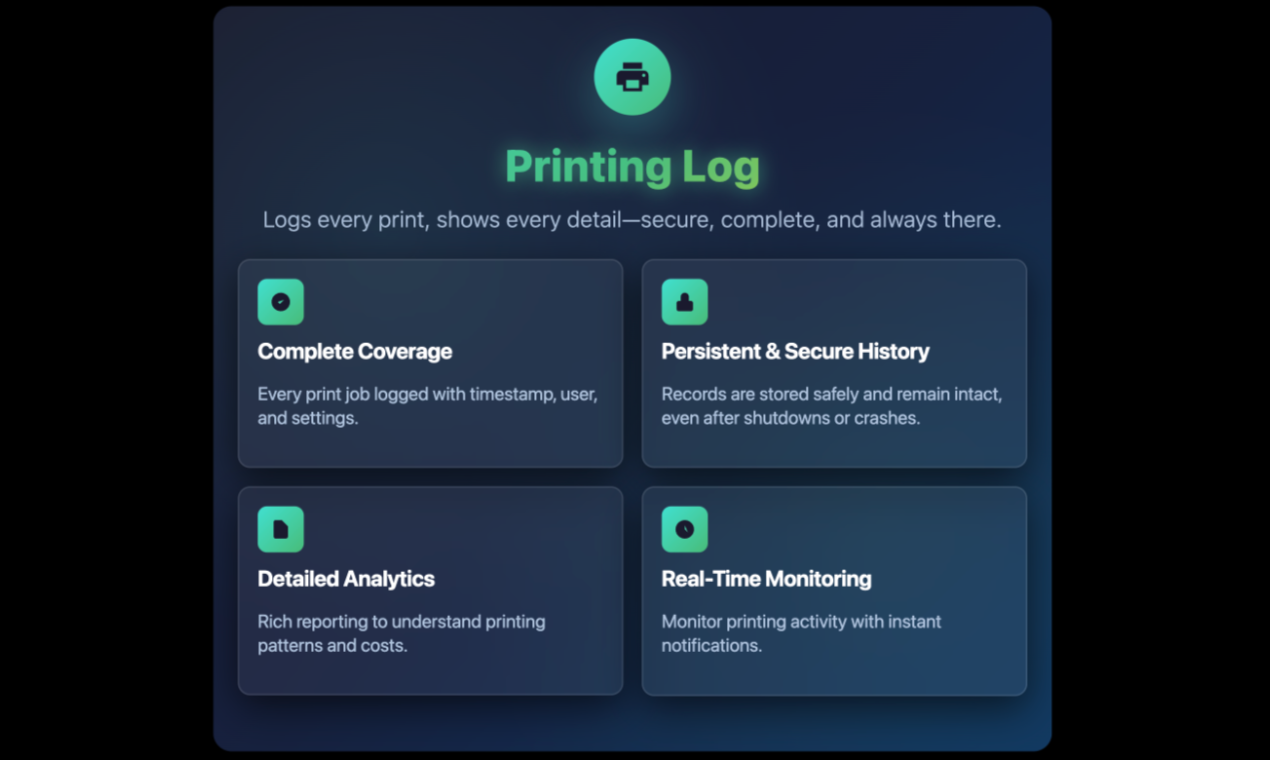 Printing Log
Logs every print, shows every detail—secure, complete, and always there.
Complete Coverage
Every print job logged with timestamp, user,
and settings.
Persistent & Secure History
Records are stored safely and remain intact,
even after shutdowns or crashes.
Detailed Analytics
Rich reporting to understand printing
patterns and costs.
Real-Time Monitoring
Monitor printing activity with instant
notifications.